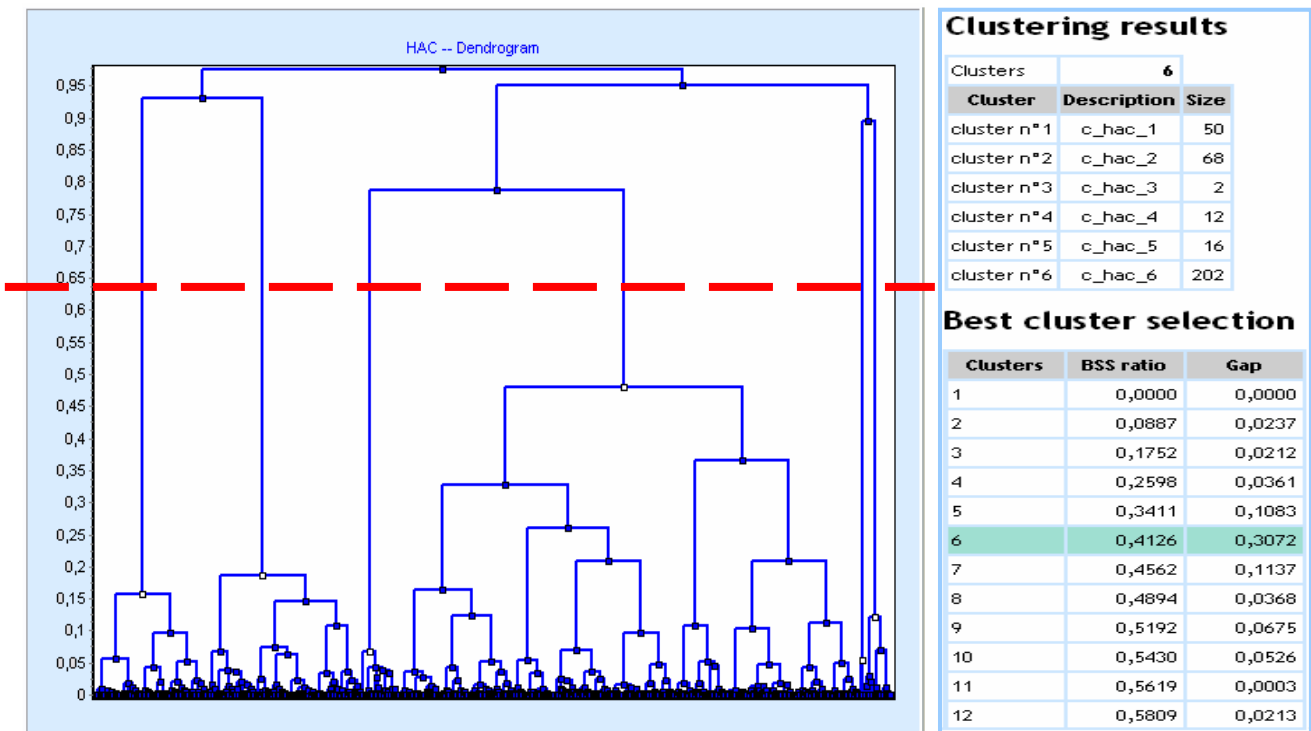 HAC -- Dendrogram
0,95
0,9
0,85
0,8
0,75
0,7
0,65
0,6
0,55
0,5
0,45
0,4
0,35
0,3
0,25
0,2
0,15
0,1
0,05
0
Clustering results
Clusters 6
Cluster Description Size
cluster n°1 c_hac_1 50
cluster n°2 c_hac_2 68
cluster n°3 c_hac_3 2
cluster n°4 c_hac_4 12
cluster n°5 c_hac_5 16
cluster n°6 c_hac_6 202
Best cluster selection
Clusters BSS ratio Gap
1 0,0000 0,0000
2 0,0887 0,0237
3 0,1752 0,0212
4 0,2598 0,0361
5 0,3411 0,1083
6 0,4126 0,3072
7 0,4562 0,1137
8 0,4894 0,0368
9 0,5192 0,0675
10 0,5430 0,0526
11 0,5619 0,0003
12 0,5809 0,0213